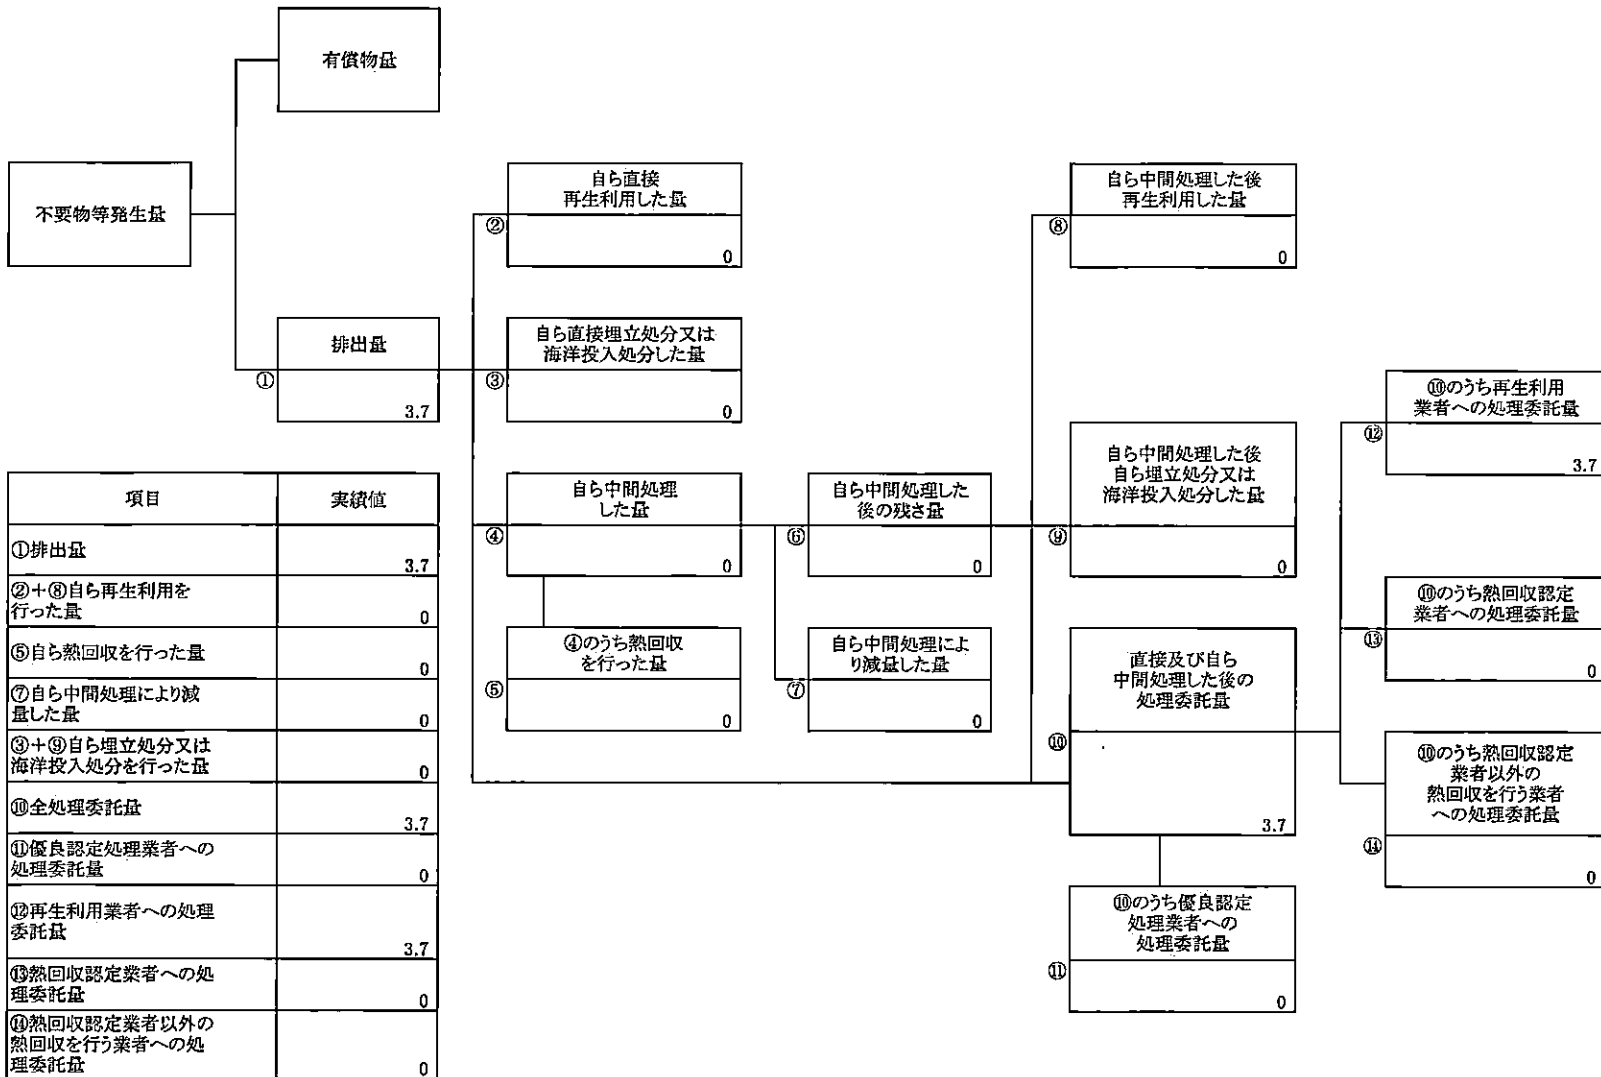 有償物量
不要物等発生量
自ら直接
再生利用した量
②
0
自ら中間処理した後
再生利用した量
⑧
0
排出量
①
3.7
自ら直接埋立処分又は
海洋投入処分した量
③
0
⑩のうち再生利用
業者への処理委託量
⑫
3.7
自ら中間処理
した量
④
0
自ら中間処理した
後の残さ量
⑥
0
自ら中間処理した後
自ら埋立処分又は
海洋投入処分した量
⑨
0
⑩のうち熱回収認定
業者への処理委託量
⑬
0
④のうち熱回収
を行った量
⑤
0
自ら中間処理によ
り減量した量
⑦
0
直接及び自ら
中間処理した後の
処理委託量
⑩
3.7
⑩のうち熱回収認定
業者以外の
熱回収を行う業者
への処理委託量
⑭
0
⑩のうち優良認定
処理業者への
処理委託量
⑪
0
項目 実績値
①排出量
3.7
②+⑧自ら再生利用を
行った量
0
⑤自ら熱回収を行った量
0
⑦自ら中間処理により減
量した量
0
③+⑨自ら埋立処分又は
海洋投入処分を行った量
0
⑩全処理委託量
3.7
⑪優良認定処理業者への
処理委託量
0
⑫再生利用業者への処理
委託量
3.7
⑬熱回収認定業者への処
理委託量
0
⑭熱回収認定業者以外の
熱回収を行う業者への処
理委託量
0